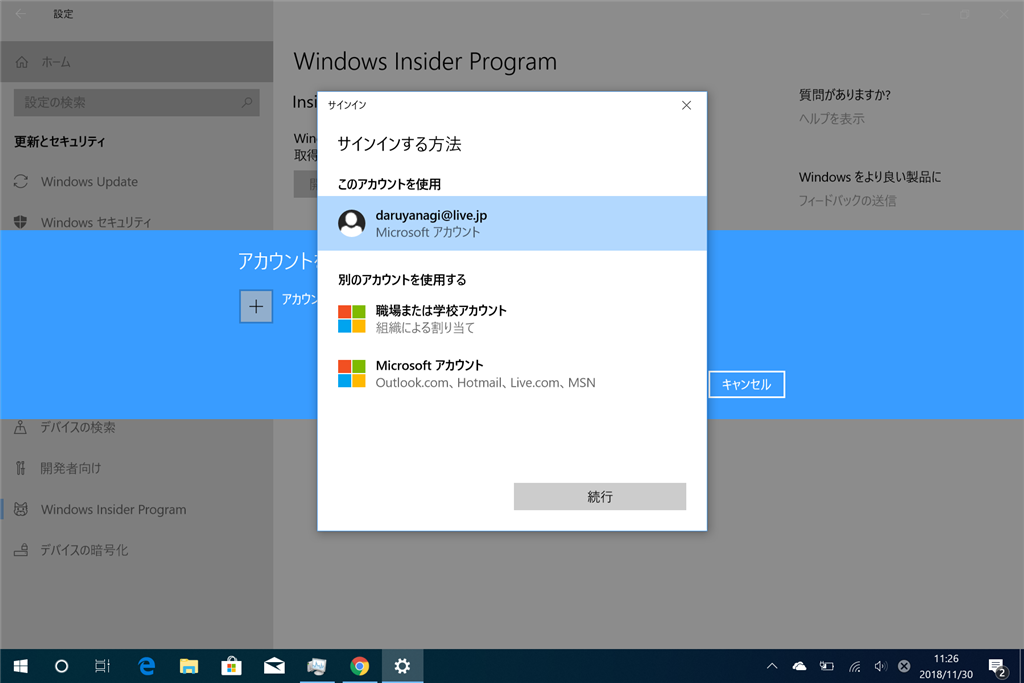 設定
ホーム
設定の検索
更新とセキュリティ
Windows Update
Windows セキュリティ
デバイスの検索
開発者向け
Windows Insider Program
デバイスの暗号化
Windows Insider Program
Insi
Win
取得
開
質問がありますか?
ヘルプを表示
Windows をより良い製品に
フィードバックの送信
アカウントを
アカウン
キャンセル
サインイン
サインインする方法
このアカウントを使用
daruyanagi@live.jp
Microsoft アカウント
別のアカウントを使用する
職場または学校アカウント
組織による割り当て
Microsoft アカウント
Outlook.com、Hotmail、Live.com、MSN
続行
11:26
2018/11/30
2